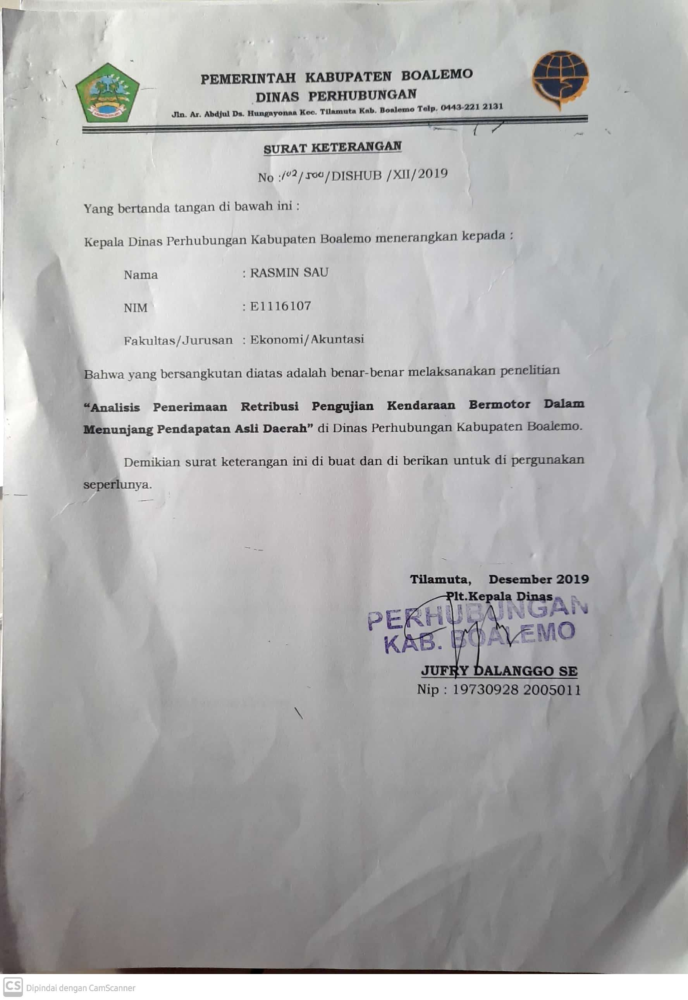 PEMERINTAH KABUPATEN BOALEMO
DINAS PERHUBUNGAN
Jln. Ar. Abdjul Ds. Hungayonaa Kec. Tilamuta Kab. Boalemo Telp. 0443-221 2131
SURAT KETERANGAN
No :102/500/DISHUB /XII/2019
Yang bertanda tangan di bawah ini :
Kepala Dinas Perhubungan Kabupaten Boalemo menerangkan kepada :
Nama : RASMIN SAU
NIM : E1116107
Fakultas/Jurusan : Ekonomi/Akuntasi
Bahwa yang bersangkutan diatas adalah benar-benar melaksanakan penelitian
“Analisis Penerimaan Retribusi Pengujian Kendaraan Bermotor Dalam
Menunjang Pendapatan Asli Daerah” di Dinas Perhubungan Kabupaten Boalemo.
Demikian surat keterangan ini di buat dan di berikan untuk di pergunakan
seperlunya.
Tilamuta, Desember 2019
Plt.Kepala Dinas
PERHUBUNGAN
KAB. BOALEMO
JUFRY DALANGGO SE
Nip : 19730928 2005011
CS Dipindai dengan CamScanner